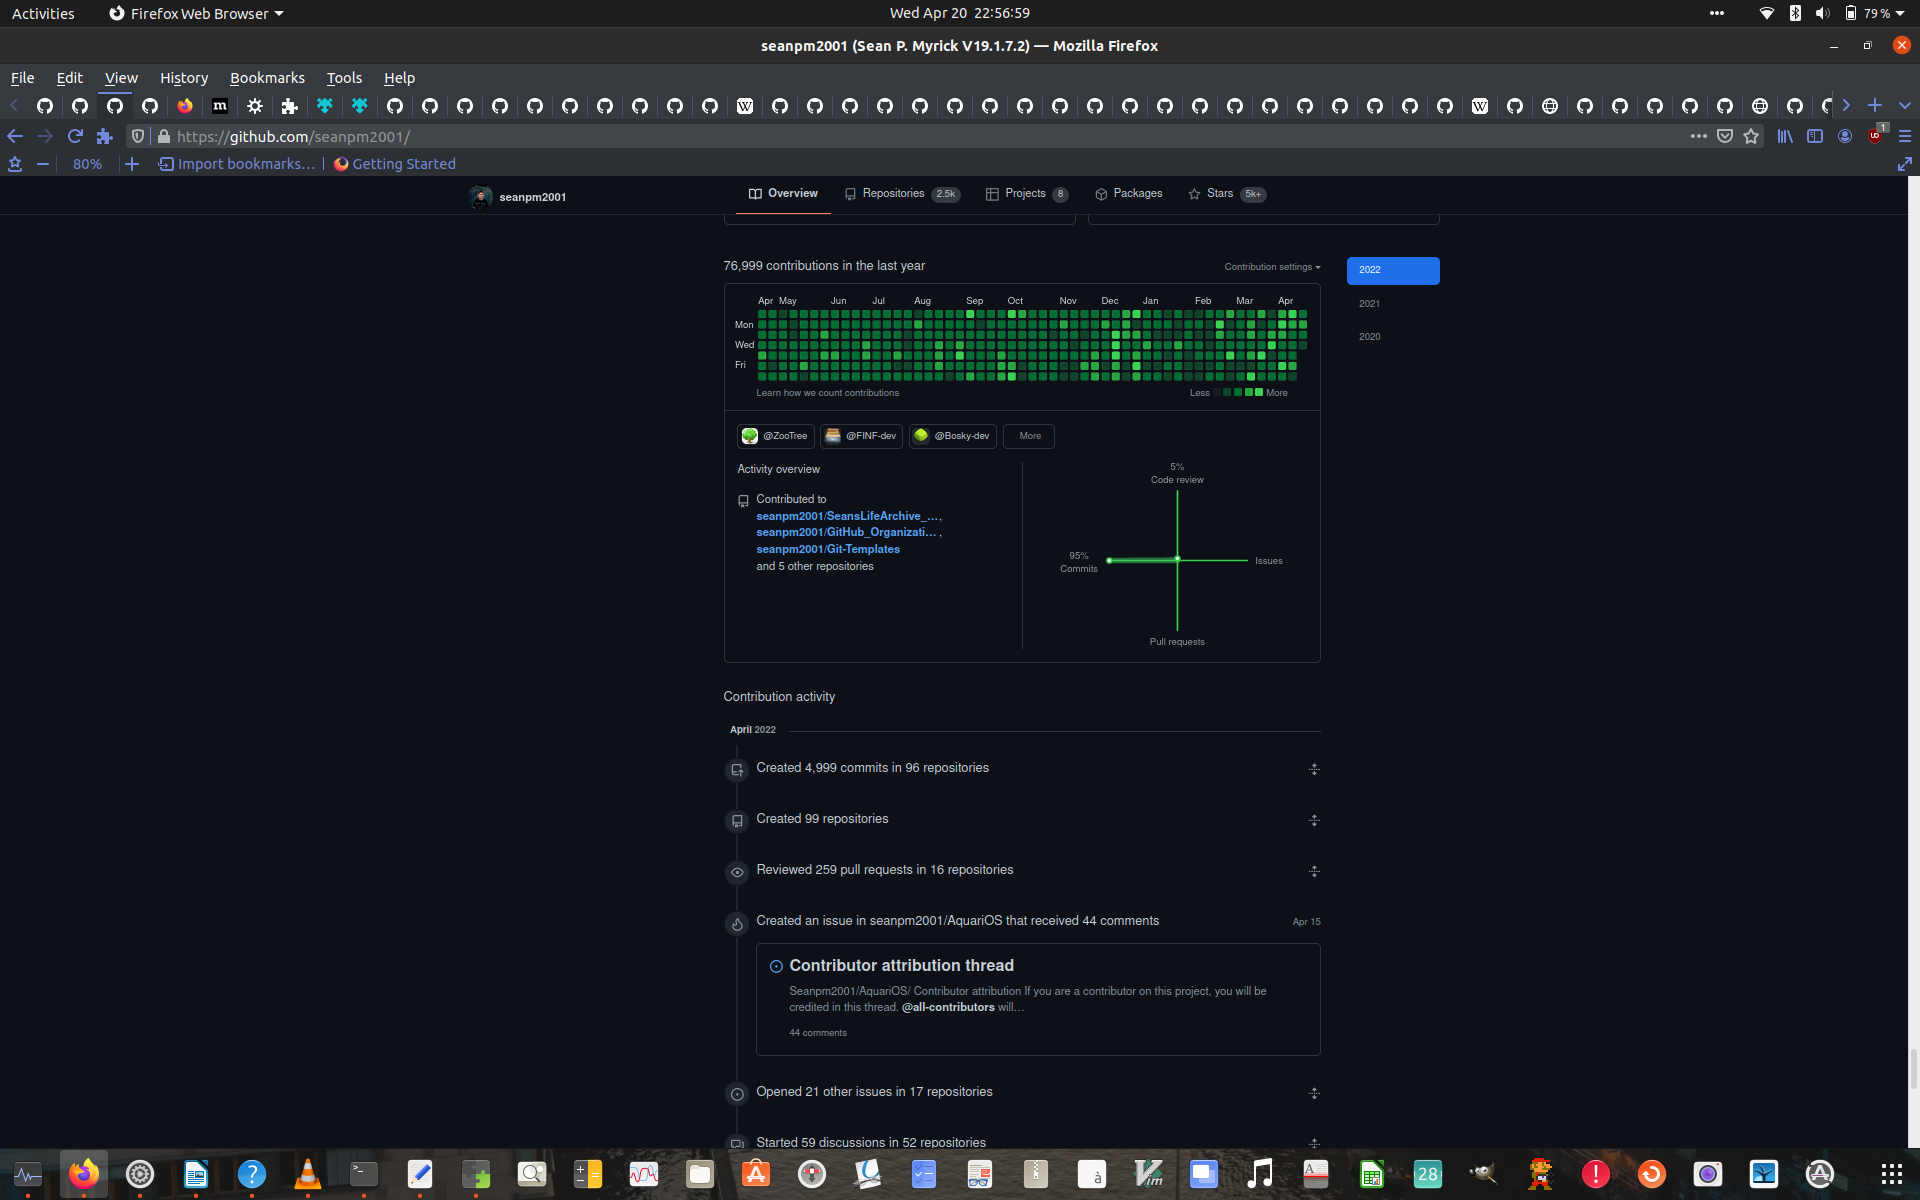 Activities
Firefox Web Browser
Wed Apr 20 22:56:59
79 %
seanpm2001 (Sean P. Myrick V19.1.7.2) — Mozilla Firefox
File Edit View History Bookmarks Tools Help
https://github.com/seanpm2001/
1
80%
Import bookmarks...
Getting Started
seanpm2001
Overview
Repositories 2.5k
Projects 8
Packages
Stars 5k+
76,999 contributions in the last year
Contribution settings
2022
2021
2020
Apr May Jun Jul Aug Sep Oct Nov Dec Jan Feb Mar Apr
Mon
Wed
Fri
Learn how we count contributions
Less More
@ZooTree
@FINF-dev
@Bosky-dev
More
Activity overview
Contributed to
seanpm2001/SeansLifeArchive_…,
seanpm2001/GitHub_Organizati… ,
seanpm2001/Git-Templates
and 5 other repositories
5%
Code review
95%
Commits
Issues
Pull requests
Contribution activity
April 2022
Created 4,999 commits in 96 repositories
Created 99 repositories
Reviewed 259 pull requests in 16 repositories
Created an issue in seanpm2001/AquariOS that received 44 comments
Apr 15
Contributor attribution thread
Seanpm2001/AquariOS/ Contributor attribution If you are a contributor on this project, you will be
credited in this thread. @all-contributors will…
44 comments
Opened 21 other issues in 17 repositories
Started 59 discussions in 52 repositories
28